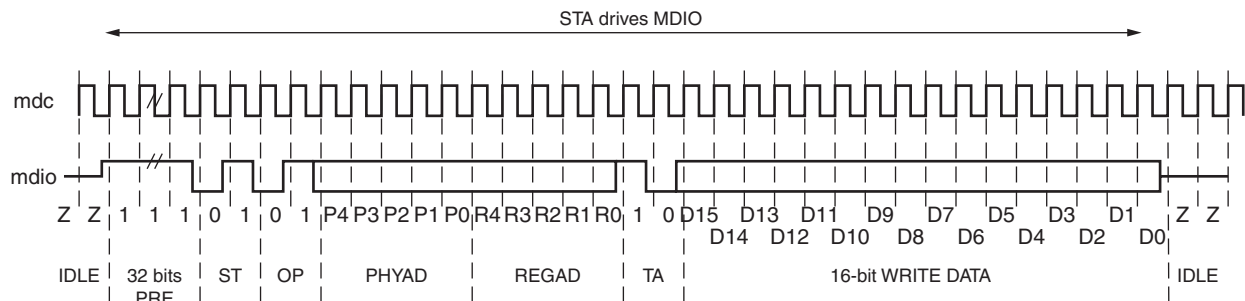 STA drives MDIO
mdc
mdio
Z Z 1 1 1 0 1 0 1 P4 P3 P2 P1 P0 R4 R3 R2 R1 R0 1 0 D15 D13 D11 D9 D7 D5 D3 D1 Z Z
D14 D12 D10 D8 D6 D4 D2 D0
IDLE 32 bits ST OP PHYAD REGAD TA 16-bit WRITE DATA IDLE
PRE